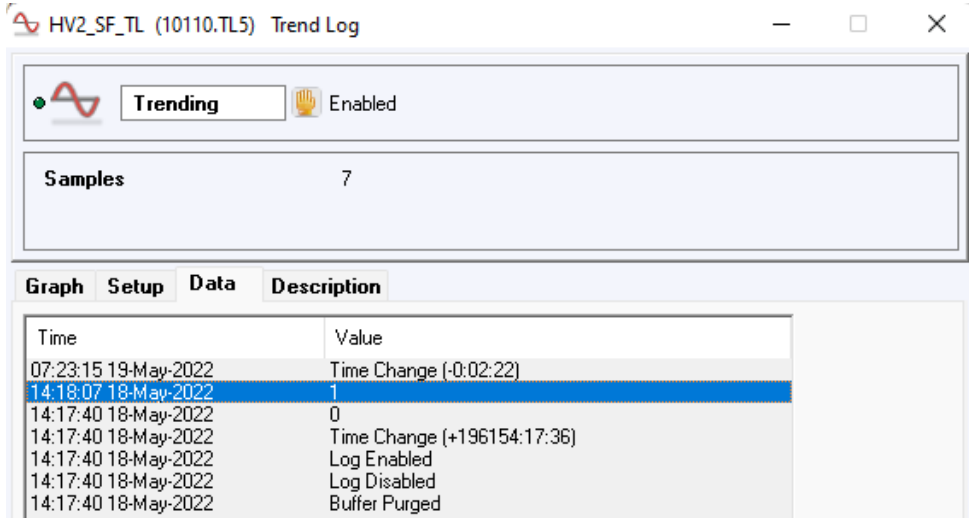 HV2_SF_TL (10110.TL5) Trend Log
Trending Enabled
Samples 7
Graph Setup Data Description
Time Value
07:23:15 19-May-2022 Time Change (-0:02:22)
14:18:07 18-May-2022 1
14:17:40 18-May-2022 0
14:17:40 18-May-2022 Time Change (+196154:17:36)
14:17:40 18-May-2022 Log Enabled
14:17:40 18-May-2022 Log Disabled
14:17:40 18-May-2022 Buffer Purged